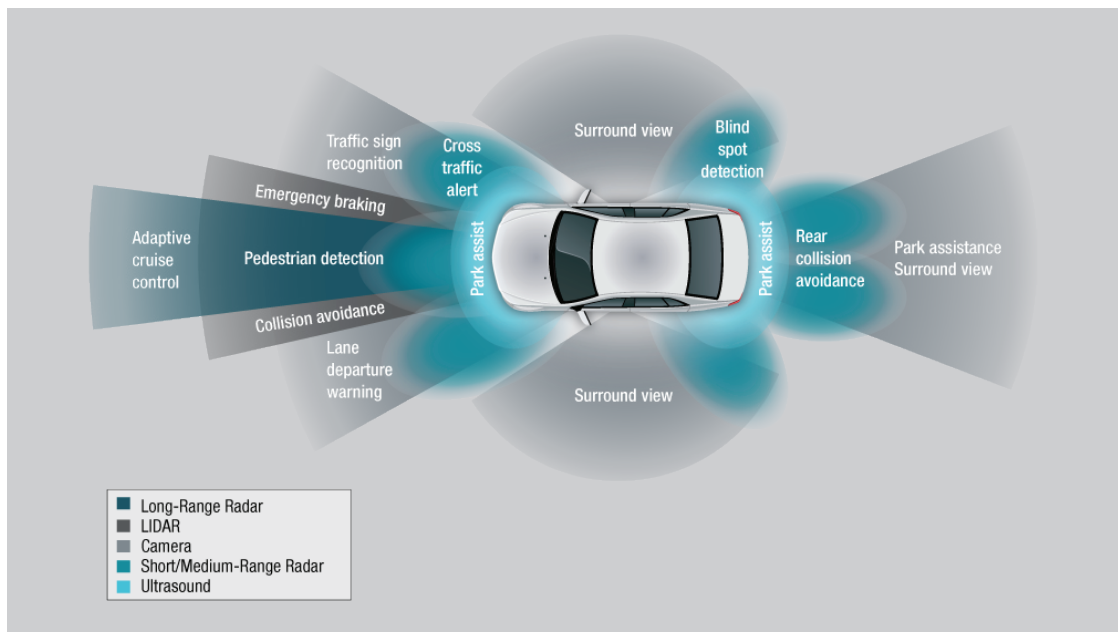 Surround view
Blind
spot
detection
Traffic sign
recognition
Cross
traffic
alert
Emergency braking
Adaptive
cruise
control
Pedestrian detection
Park assist
Park assist
Rear
collision
avoidance
Park assistance
Surround view
Collision avoidance
Lane
departure
warning
Surround view
Long-Range Radar
LIDAR
Camera
Short/Medium-Range Radar
Ultrasound